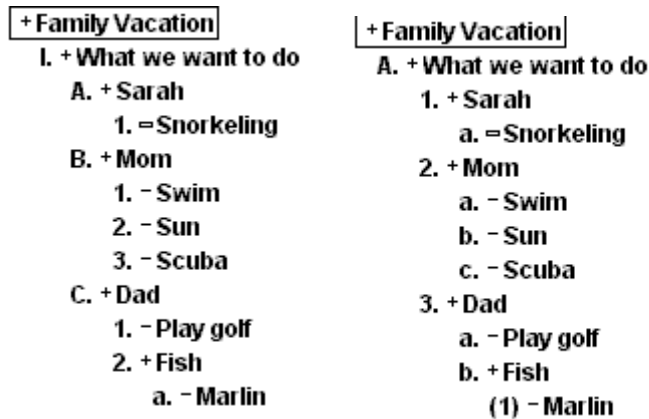 + Family Vacation
I. + What we want to do
A. + Sarah
1. = Snorkeling
B. + Mom
1. - Swim
2. - Sun
3. - Scuba
C. + Dad
1. - Play golf
2. + Fish
a. - Marlin
+ Family Vacation
A. + What we want to do
1. + Sarah
a. = Snorkeling
2. + Mom
a. - Swim
b. - Sun
c. - Scuba
3. + Dad
a. - Play golf
b. + Fish
(1) - Marlin